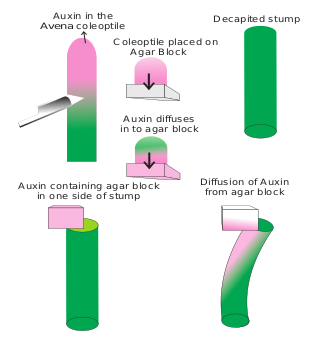 Auxin in the
Avena coleoptile
Decapited stump
Coleoptile placed on
Agar Block
Auxin diffuses
in to agar block
Auxin containing agar block
in one side of stump
Diffusion of Auxin
from agar block